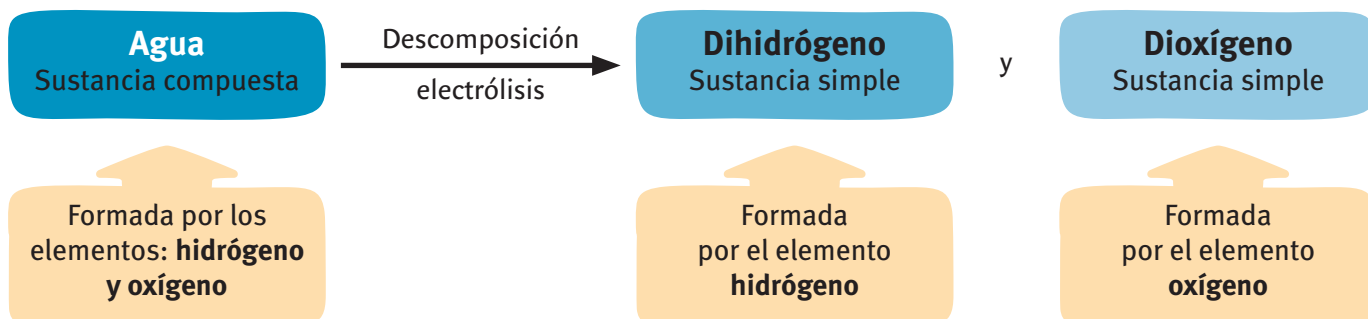 Agua
Sustancia compuesta
Descomposición
electrólisis
Dihidrógeno
Sustancia simple
y
Dioxígeno
Sustancia simple
Formada por los
elementos: hidrógeno
y oxígeno
Formada
por el elemento
hidrógeno
Formada
por el elemento
oxígeno